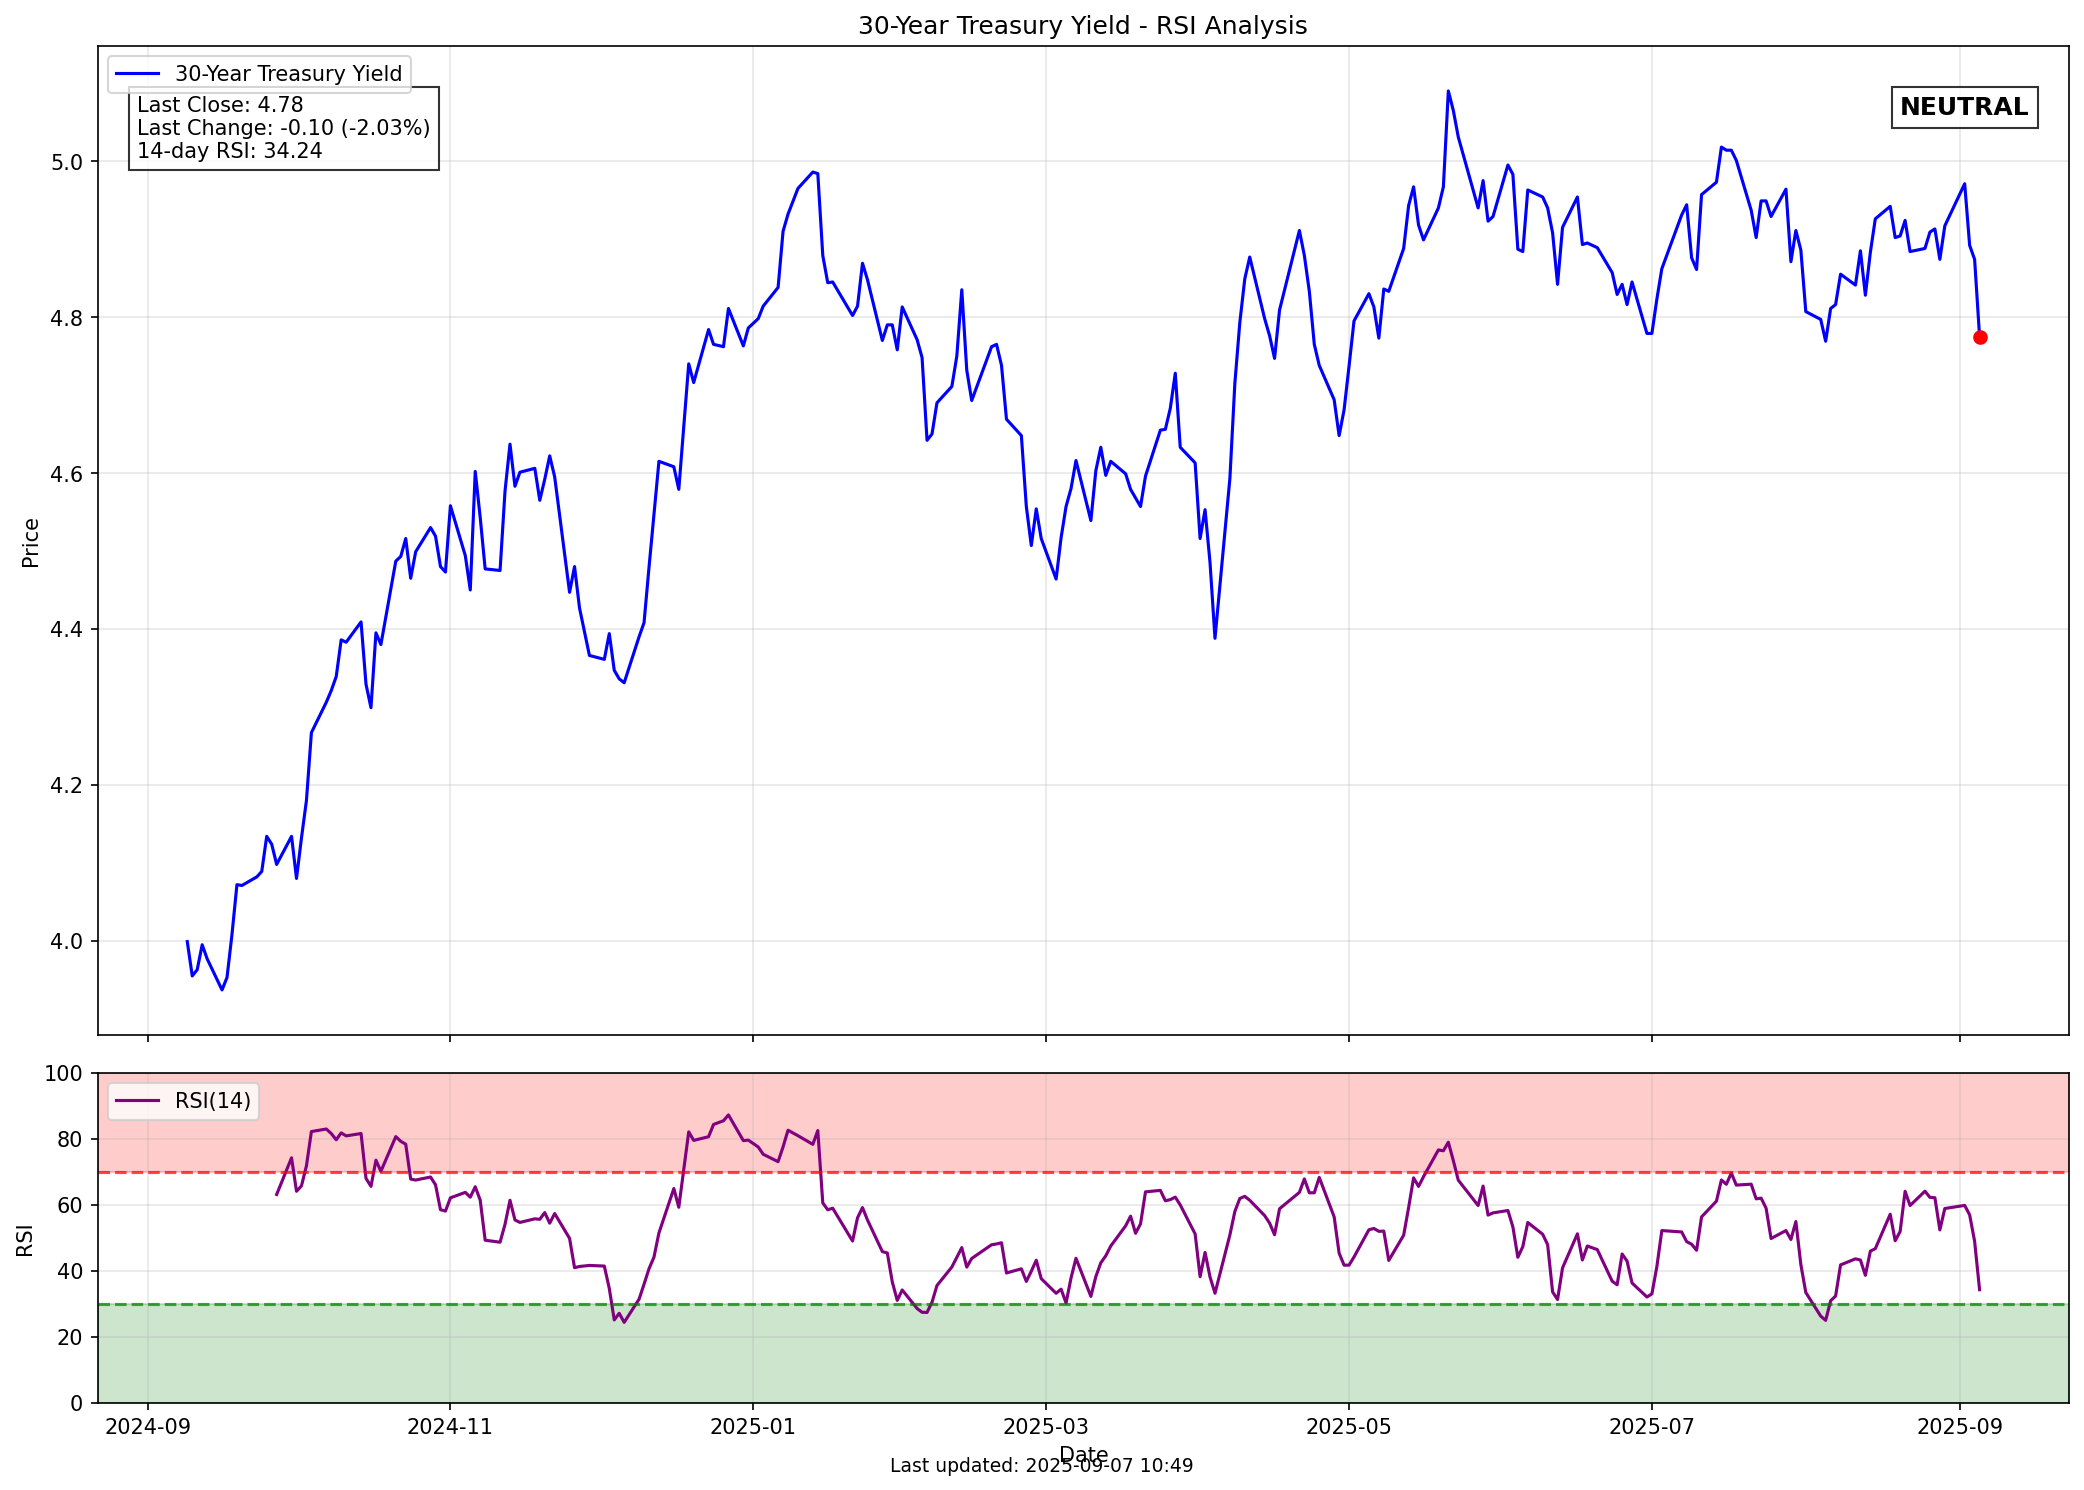 30-Year Treasury Yield - RSI Analysis
30-Year Treasury Yield
Last Close: 4.78
Last Change: -0.10 (-2.03%)
14-day RSI: 34.24
NEUTRAL
Price
5.0
4.8
4.6
4.4
4.2
4.0
RSI(14)
RSI
100
80
60
40
20
0
2024-09
2024-11
2025-01
2025-03
2025-05
2025-07
2025-09
Date
Last updated: 2025-09-07 10:49